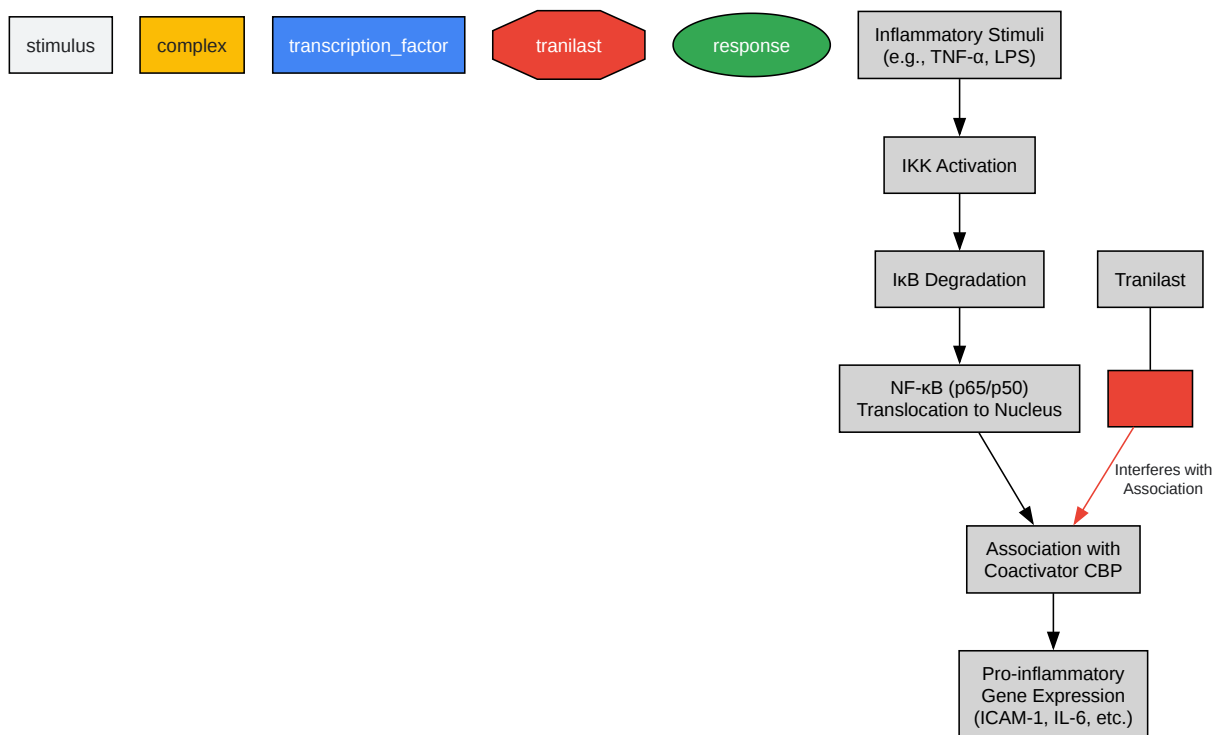 stimulus
complex
transcription_factor
tranilast
response
Inflammatory Stimuli
(e.g., TNF-α, LPS)
IKK Activation
IκB Degradation
Tranilast
NF-κB (p65/p50)
Translocation to Nucleus
Interferes with
Association
Association with
Coactivator CBP
Pro-inflammatory
Gene Expression
(ICAM-1, IL-6, etc.)